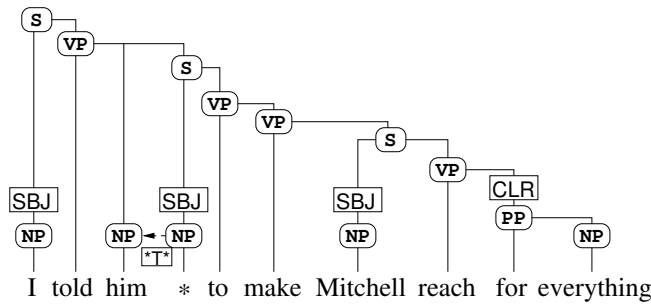 S
VP
S
VP
VP
S
VP
SBJ SBJ SBJ CLR
NP NP NP NP PP NP
*T*
I told him * to make Mitchell reach for everything